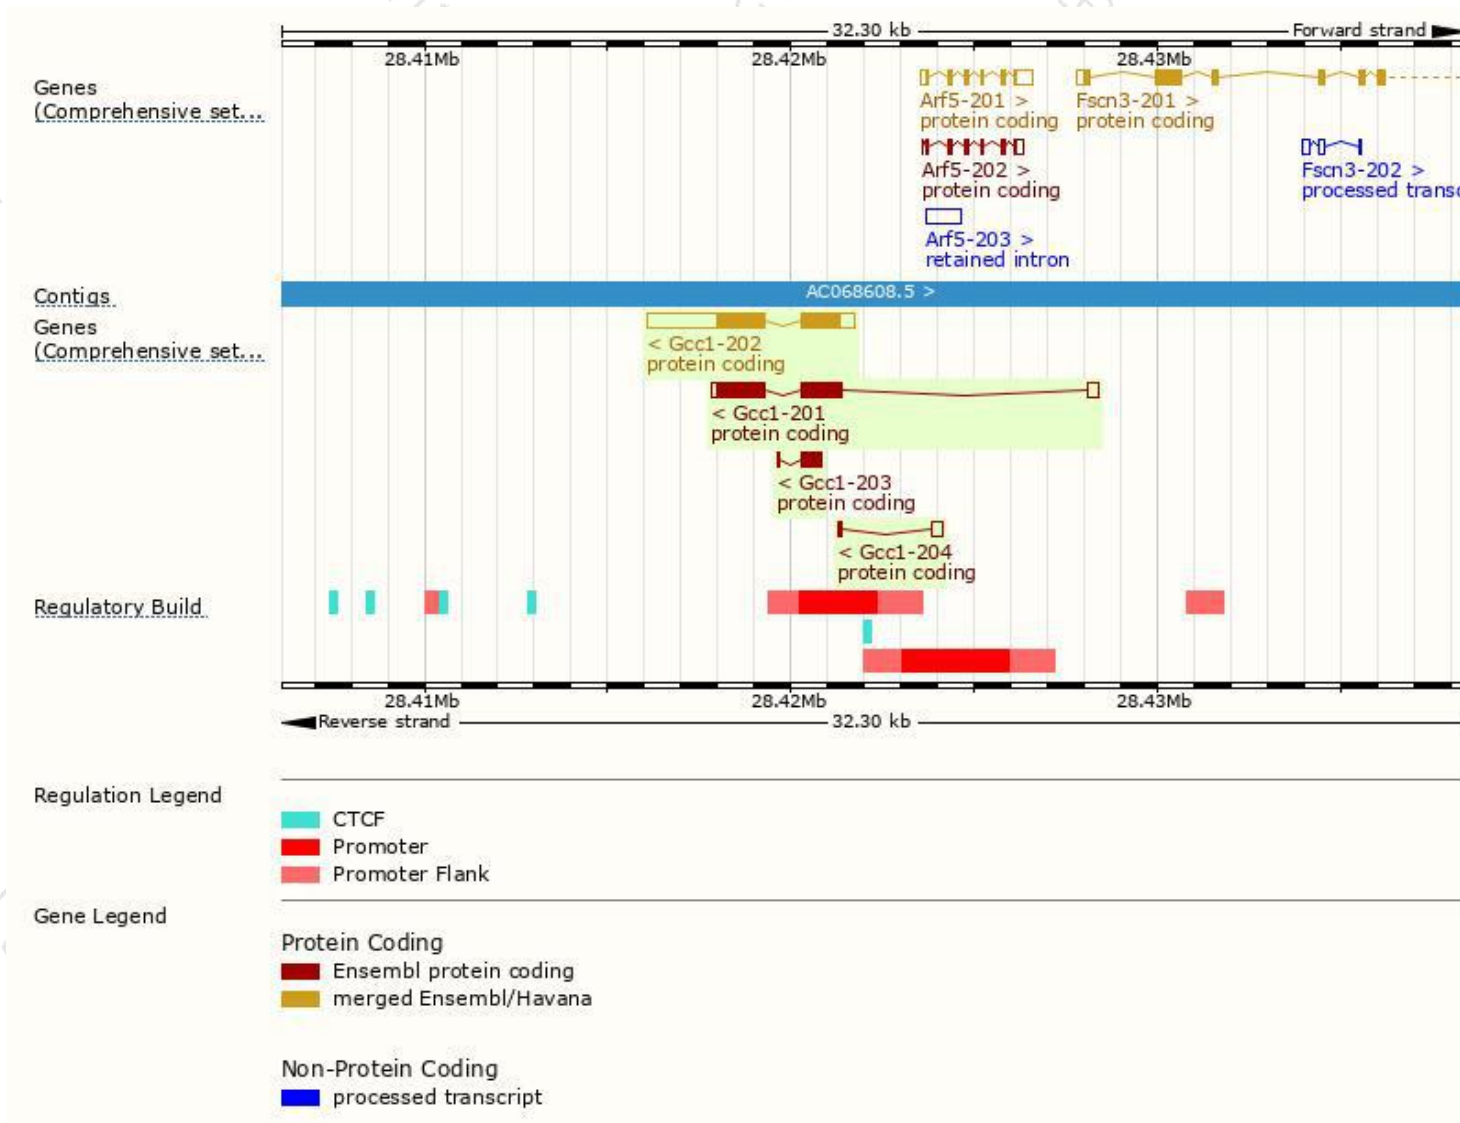 32.30 kb
Forward strand
28.41Mb 28.42Mb 28.43Mb
Genes
(Comprehensive set...
Arf5-201 >
protein coding
Fscn3-201 >
protein coding
Arf5-202 >
protein coding
Fscn3-202 >
processed transc
Arf5-203 >
retained intron
Contigs
AC068608.5 >
Genes
(Comprehensive set...
< Gcc1-202
protein coding
< Gcc1-201
protein coding
< Gcc1-203
protein coding
< Gcc1-204
protein coding
Regulatory Build
28.41Mb 28.42Mb 28.43Mb
Reverse strand
32.30 kb
Regulation Legend
CTCF
Promoter
Promoter Flank
Gene Legend
Protein Coding
Ensembl protein coding
merged Ensembl/Havana
Non-Protein Coding
processed transcript